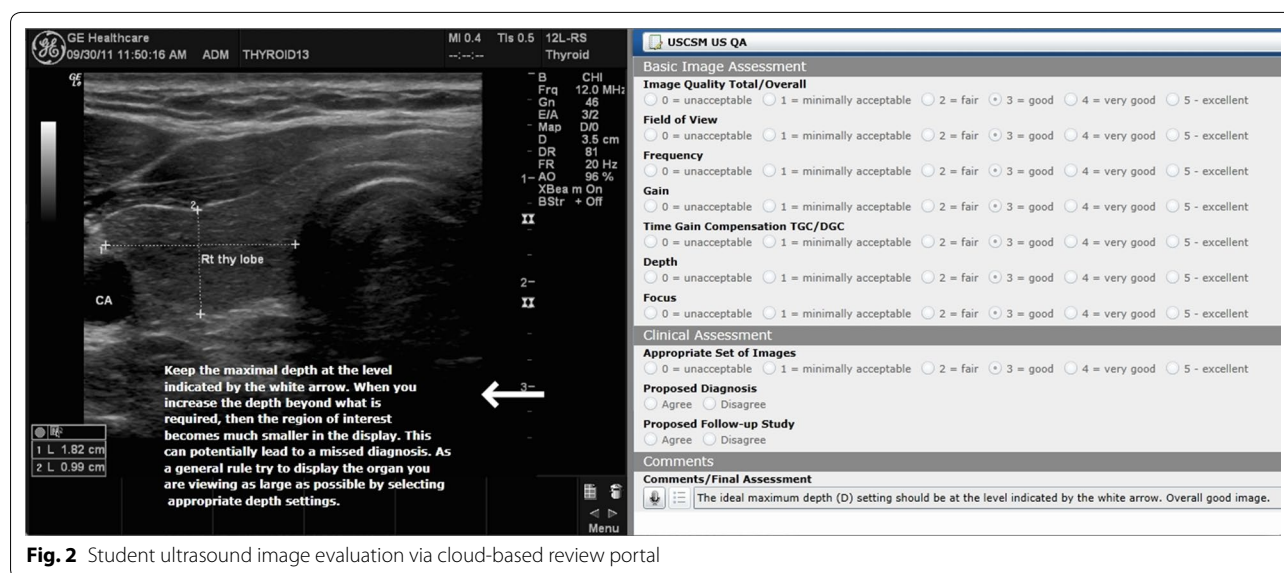 GE Healthcare
09/30/11 11:50:16 AM ADM THYROID13
MI 0.4 TIs 0.5 12L-RS
--:--:-- Thyroid
GE
B CHI
Frq 12.0 MHz
Gn 46
E/A 3/2
Map D/0
D 3.5 cm
DR 81
FR 20 Hz
AO 96 %
XBeam On
BStr + Off
1-
2
1
Rt thy lobe
2-
CA
3-
Keep the maximal depth at the level
indicated by the white arrow. When you
increase the depth beyond what is
required, then the region of interest
becomes much smaller in the display. This
can potentially lead to a missed diagnosis. As
a general rule try to display the organ you
are viewing as large as possible by selecting
appropriate depth settings.
1 L 1.82 cm
2 L 0.99 cm
Menu
USCSM US QA
Basic Image Assessment
Image Quality Total/Overall
0 = unacceptable 1 = minimally acceptable 2 = fair 3 = good 4 = very good 5 - excellent
Field of View
0 = unacceptable 1 = minimally acceptable 2 = fair 3 = good 4 = very good 5 - excellent
Frequency
0 = unacceptable 1 = minimally acceptable 2 = fair 3 = good 4 = very good 5 - excellent
Gain
0 = unacceptable 1 = minimally acceptable 2 = fair 3 = good 4 = very good 5 - excellent
Time Gain Compensation TGC/DGC
0 = unacceptable 1 = minimally acceptable 2 = fair 3 = good 4 = very good 5 - excellent
Depth
0 = unacceptable 1 = minimally acceptable 2 = fair 3 = good 4 = very good 5 - excellent
Focus
0 = unacceptable 1 = minimally acceptable 2 = fair 3 = good 4 = very good 5 - excellent
Clinical Assessment
Appropriate Set of Images
0 = unacceptable 1 = minimally acceptable 2 = fair 3 = good 4 = very good 5 - excellent
Proposed Diagnosis
Agree Disagree
Proposed Follow-up Study
Agree Disagree
Comments
Comments/Final Assessment
The ideal maximum depth (D) setting should be at the level indicated by the white arrow. Overall good image.
Fig. 2 Student ultrasound image evaluation via cloud-based review portal